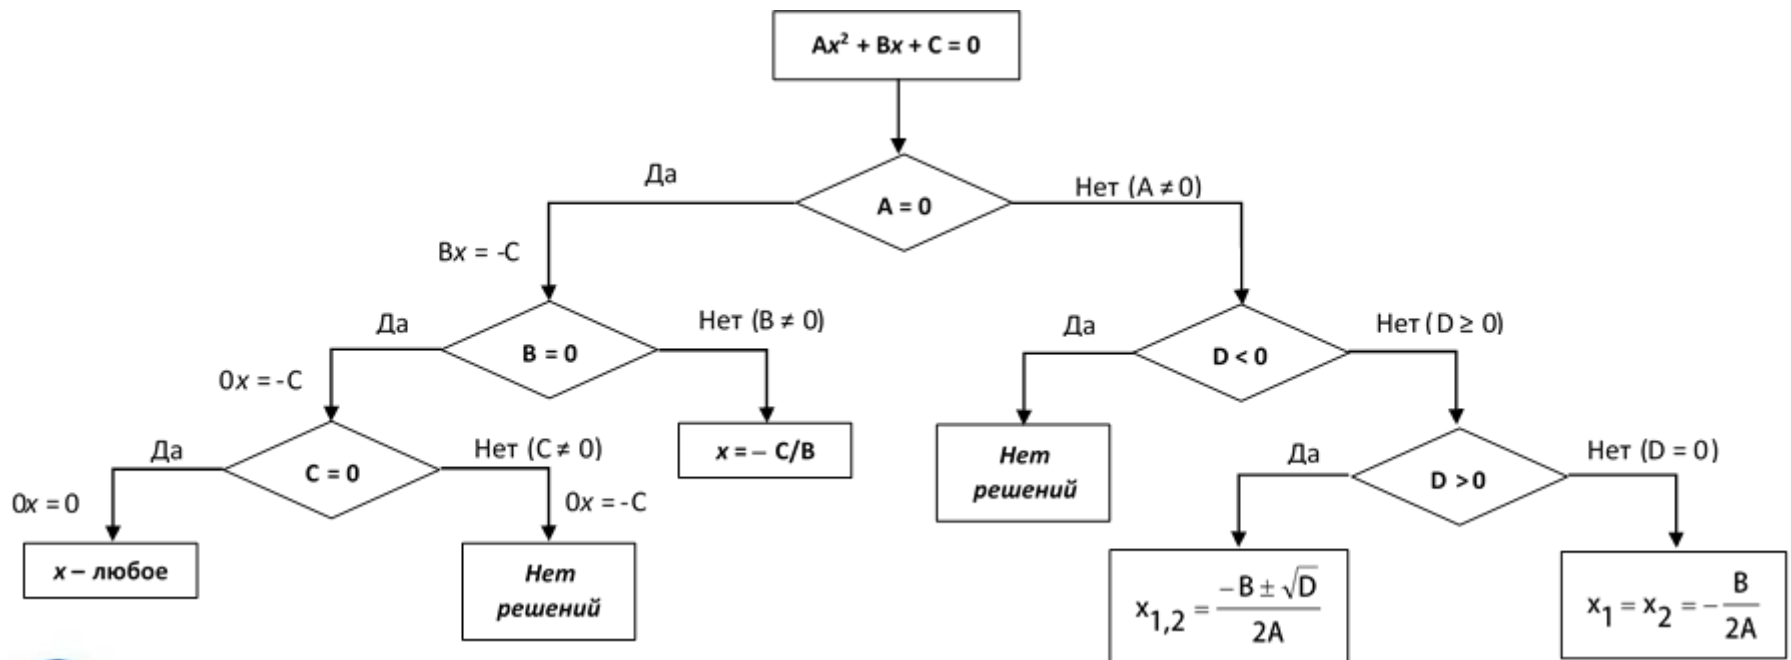 Ax² + Bx + C = 0
Да
A = 0
Нет (A ≠ 0)
Bx = -C
Да
B = 0
Нет (B ≠ 0)
Да
D < 0
Нет (D ≥ 0)
0x = -C
x = – C/B
Да
C = 0
Нет (C ≠ 0)
Нет
решений
Да
D > 0
Нет (D = 0)
0x = 0
0x = -C
x – любое
Нет
решений
x₁,₂ = (−B ± √D) / 2A
x₁ = x₂ = − B / 2A